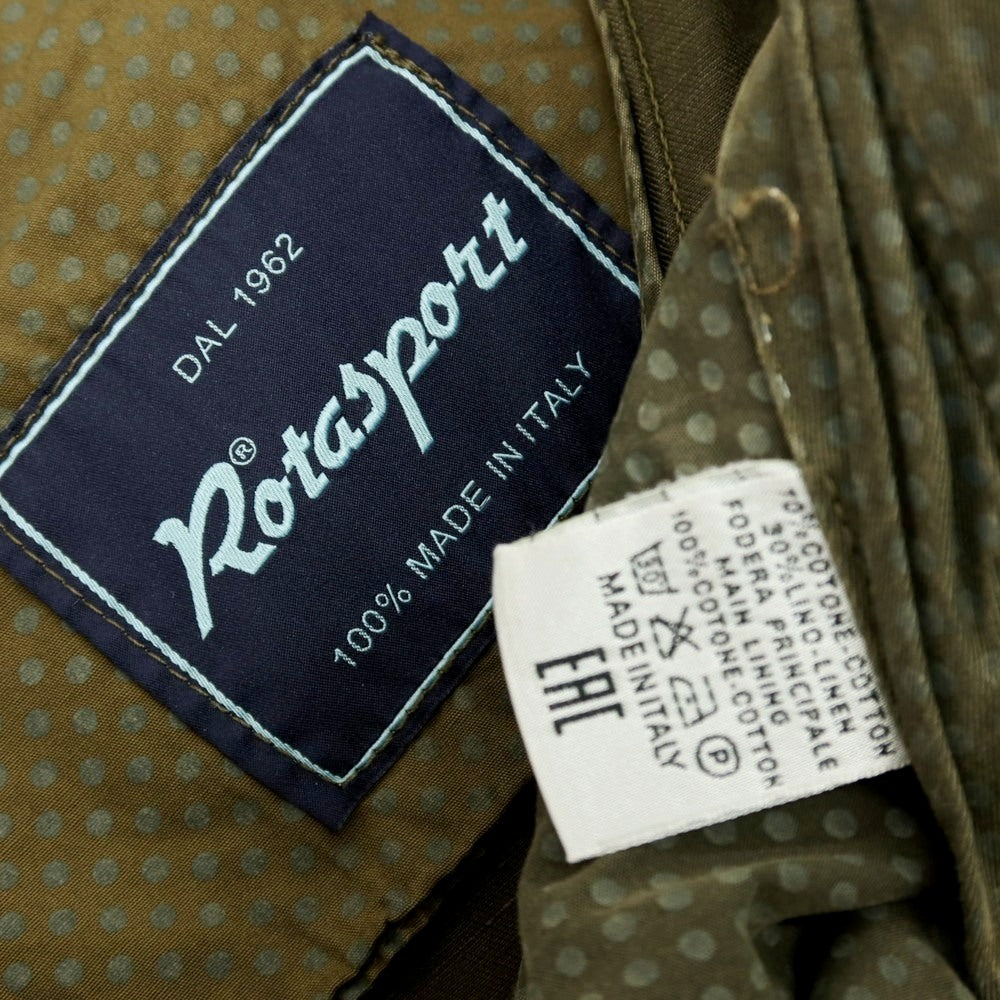 DAL 1962
Rotasport®
100% MADE IN ITALY
70%COTONE-COTTON
30%LINO-LINEN
FODERA PRINCIPALE
MAIN LINING
100%COTONE-COTTON
30
P
MADE IN ITALY
EAC